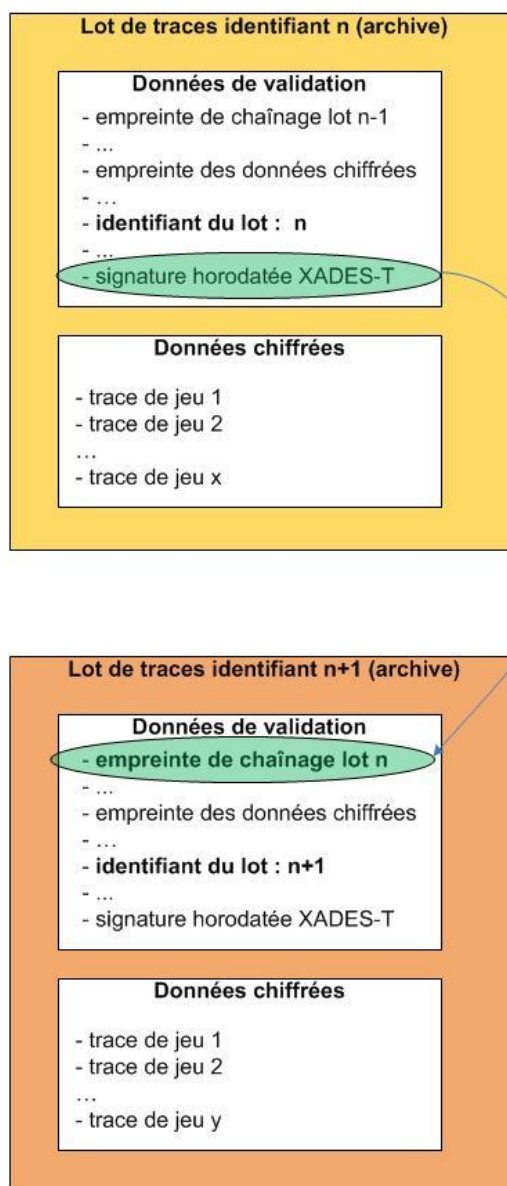 Lot de traces identifiant n (archive)
Données de validation
- empreinte de chaînage lot n-1
- ...
- empreinte des données chiffrées
- ...
- identifiant du lot : n
- ...
- signature horodatée XADES-T
Données chiffrées
- trace de jeu 1
- trace de jeu 2
...
- trace de jeu x
Lot de traces identifiant n+1 (archive)
Données de validation
- empreinte de chaînage lot n
- ...
- empreinte des données chiffrées
- ...
- identifiant du lot : n+1
- ...
- signature horodatée XADES-T
Données chiffrées
- trace de jeu 1
- trace de jeu 2
...
- trace de jeu y